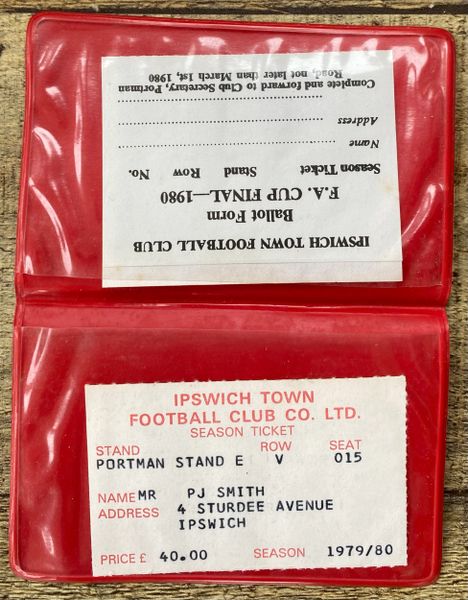 IPSWICH TOWN FOOTBALL CLUB
Ballot Form
F.A. CUP FINAL—1980
Season Ticket Stand Row No.
Name
Address
Complete and forward to Club Secretary, Portman
Road, not later than March 1st, 1980
IPSWICH TOWN
FOOTBALL CLUB CO. LTD.
SEASON TICKET
STAND ROW SEAT
PORTMAN STAND E V 015
NAME MR PJ SMITH
ADDRESS 4 STURDEE AVENUE
IPSWICH
PRICE £ 40.00 SEASON 1979/80